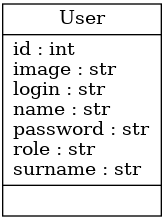 User
id : int
image : str
login : str
name : str
password : str
role : str
surname : str